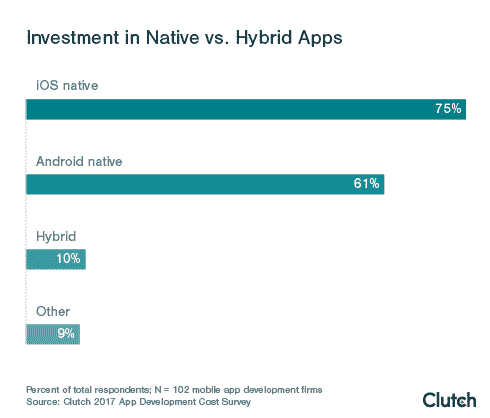 Investment in Native vs. Hybrid Apps
iOS native
75%
Android native
61%
Hybrid
10%
Other
9%
Percent of total respondents; N = 102 mobile app development firms
Source: Clutch 2017 App Development Cost Survey
Clutch